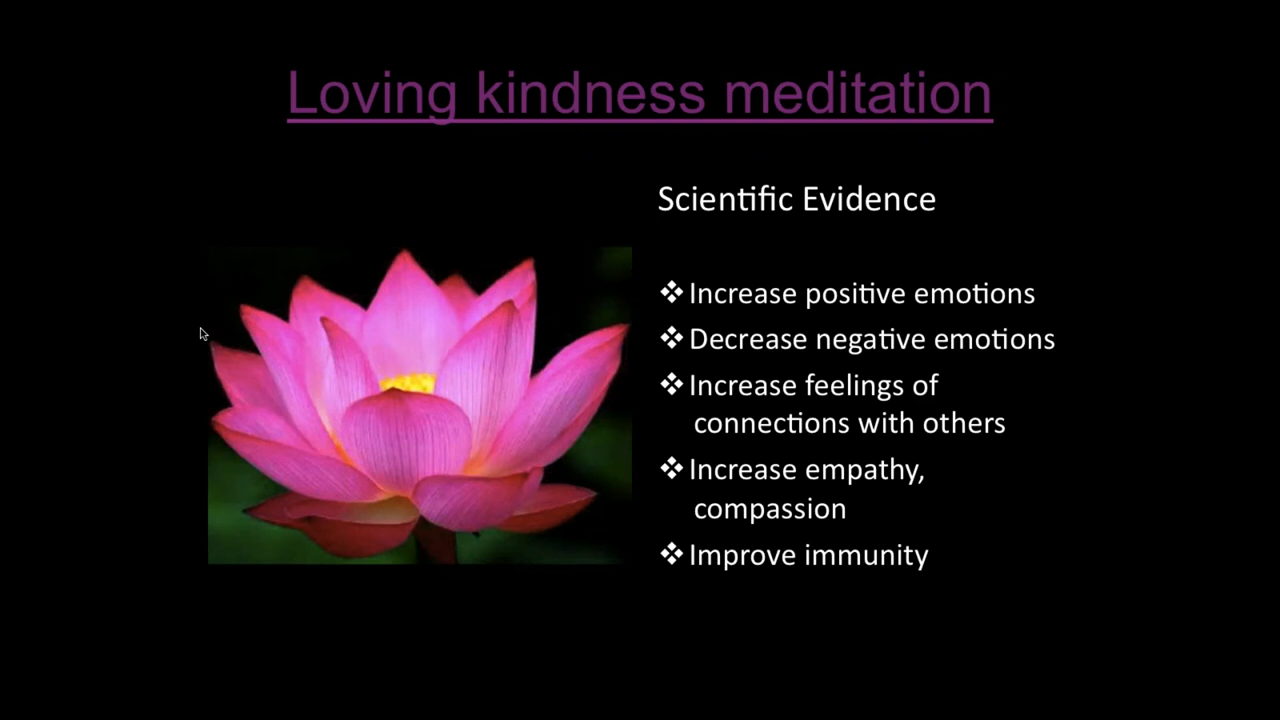 Loving kindness meditation
Scientific Evidence
❖Increase positive emotions
❖Decrease negative emotions
❖Increase feelings of
connections with others
❖Increase empathy,
compassion
❖Improve immunity